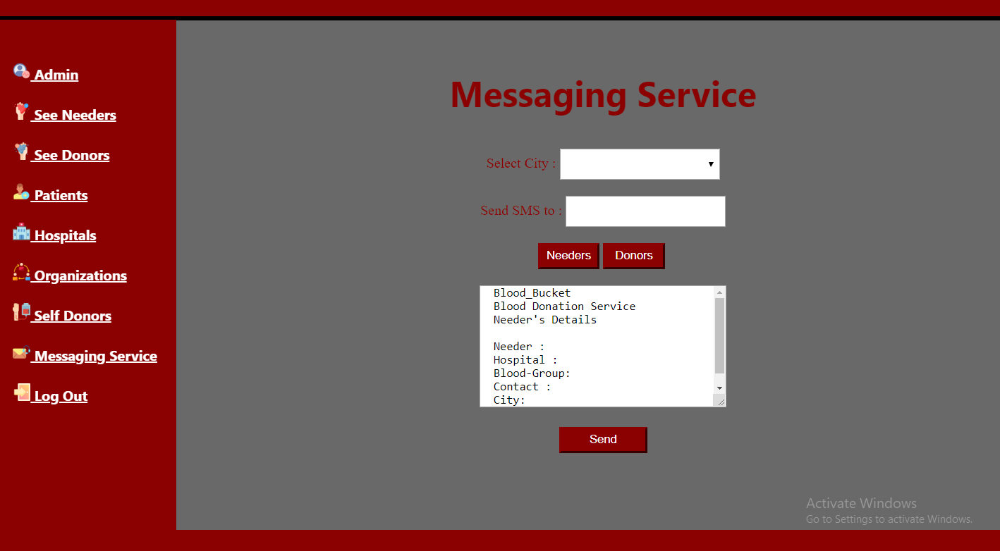 Admin
See Needers
See Donors
Patients
Hospitals
Organizations
Self Donors
Messaging Service
Log Out
Messaging Service
Select City :
Send SMS to :
Needers Donors
Blood_Bucket
Blood Donation Service
Needer's Details
Needer :
Hospital :
Blood-Group:
Contact :
City:
Send
Activate Windows
Go to Settings to activate Windows.